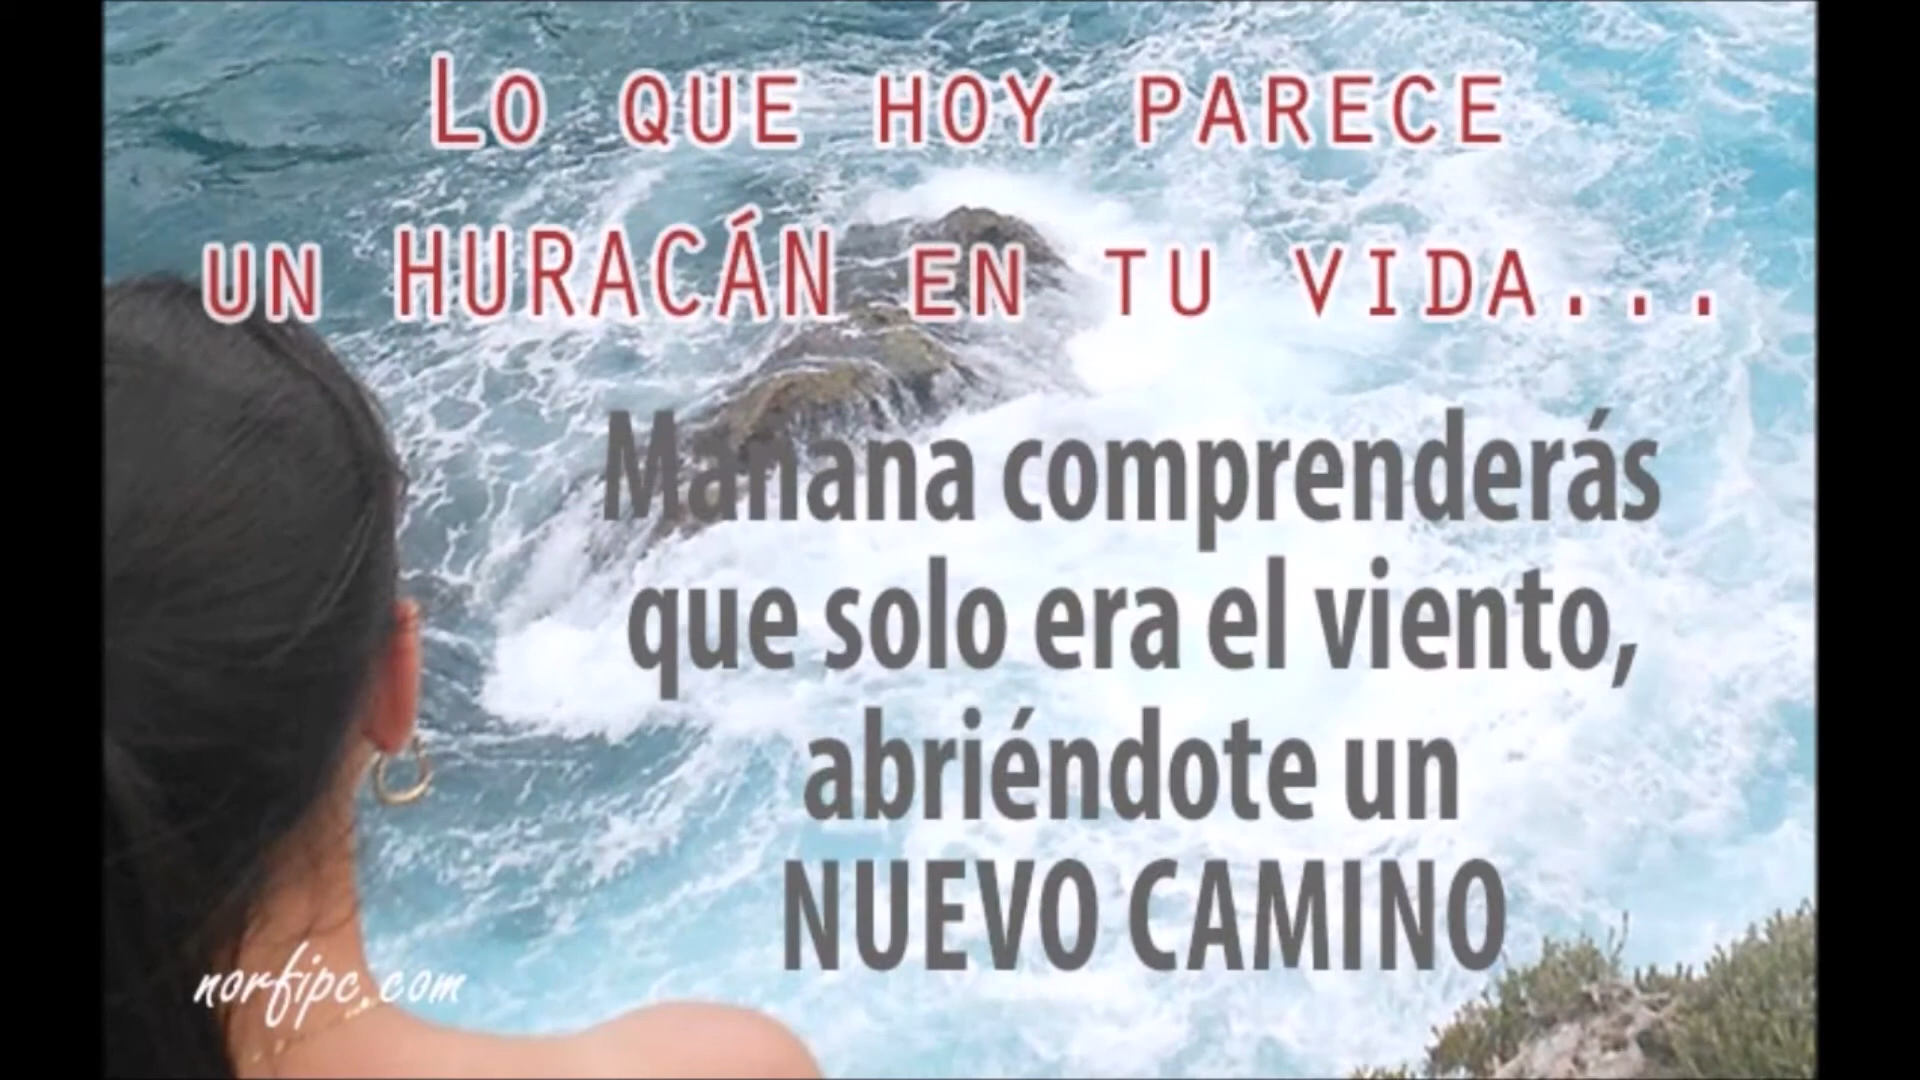 Lo que hoy parece
un HURACÁN en tu vida...
Mañana comprenderás
que solo era el viento,
abriéndote un
NUEVO CAMINO
norfipc.com